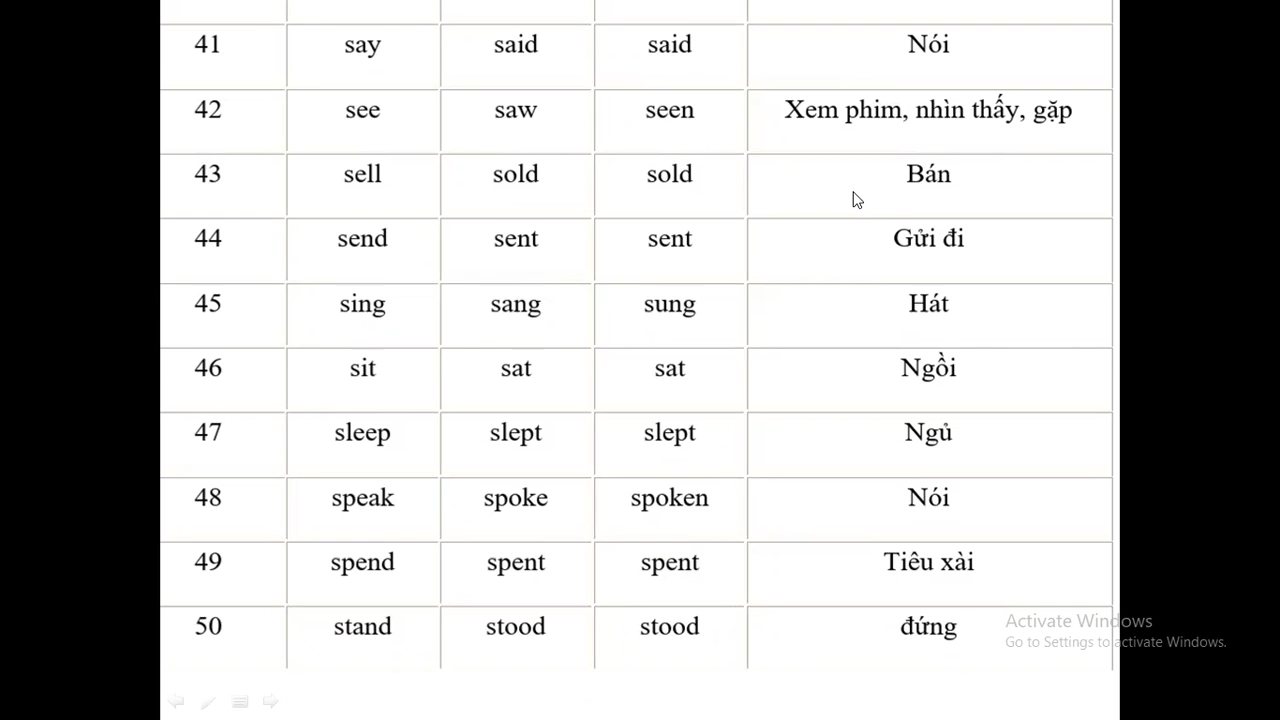 41 say said said Nói
42 see saw seen Xem phim, nhìn thấy, gặp
43 sell sold sold Bán
44 send sent sent Gửi đi
45 sing sang sung Hát
46 sit sat sat Ngồi
47 sleep slept slept Ngủ
48 speak spoke spoken Nói
49 spend spent spent Tiêu xài
50 stand stood stood đứng
Activate Windows
Go to Settings to activate Windows.